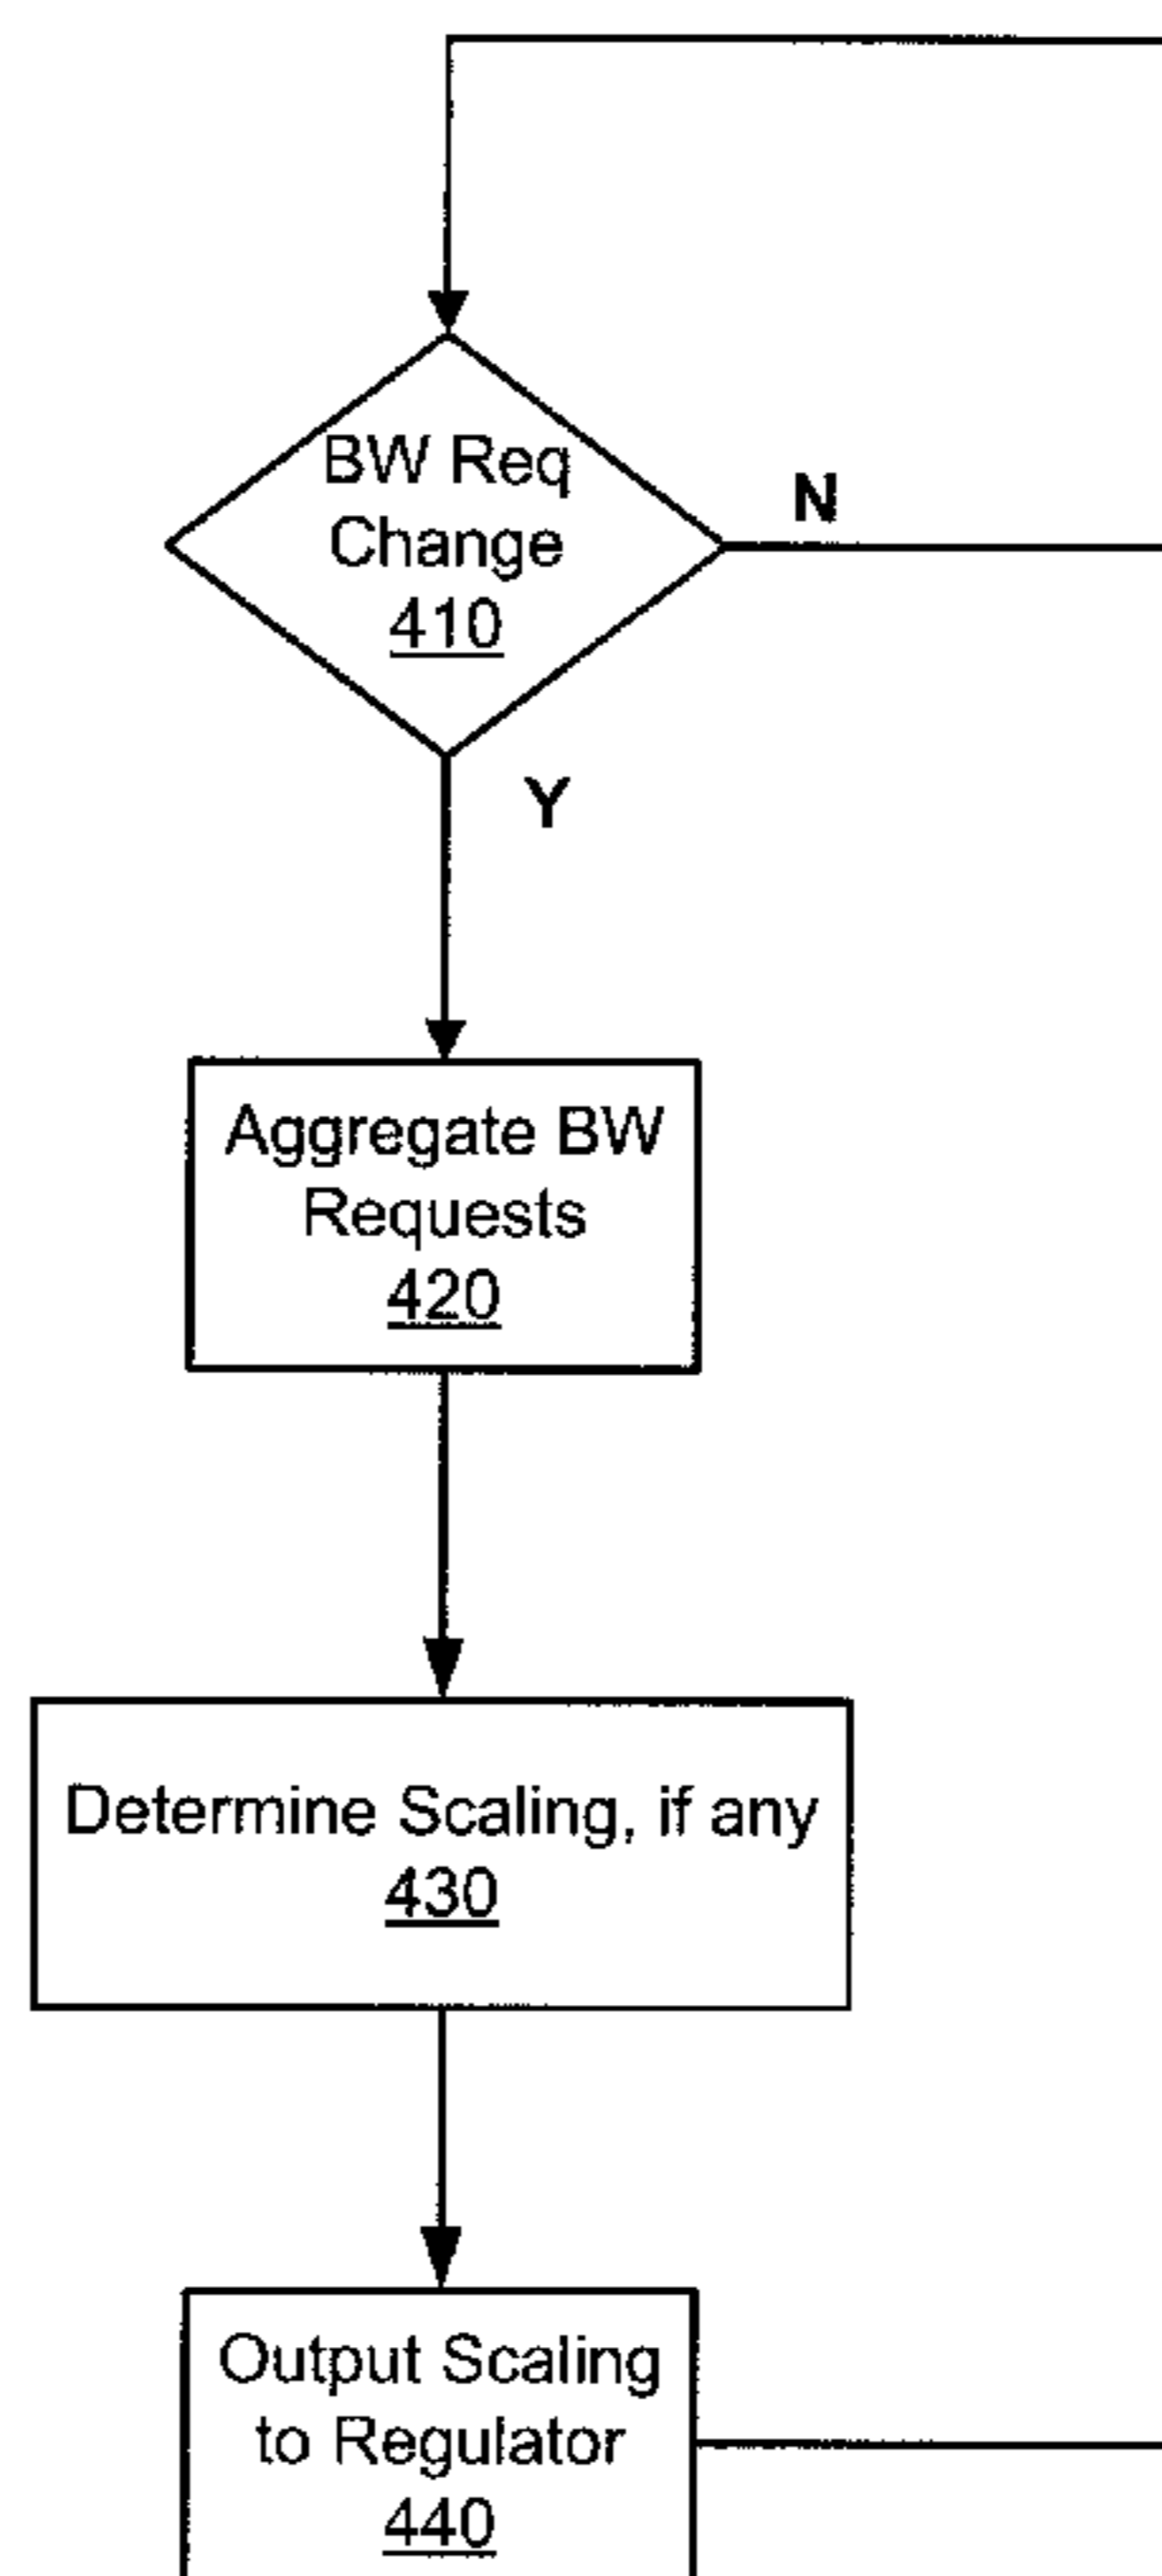 BW Req
Change
410
N
Y
Aggregate BW
Requests
420
Determine Scaling, if any
430
Output Scaling
to Regulator
440